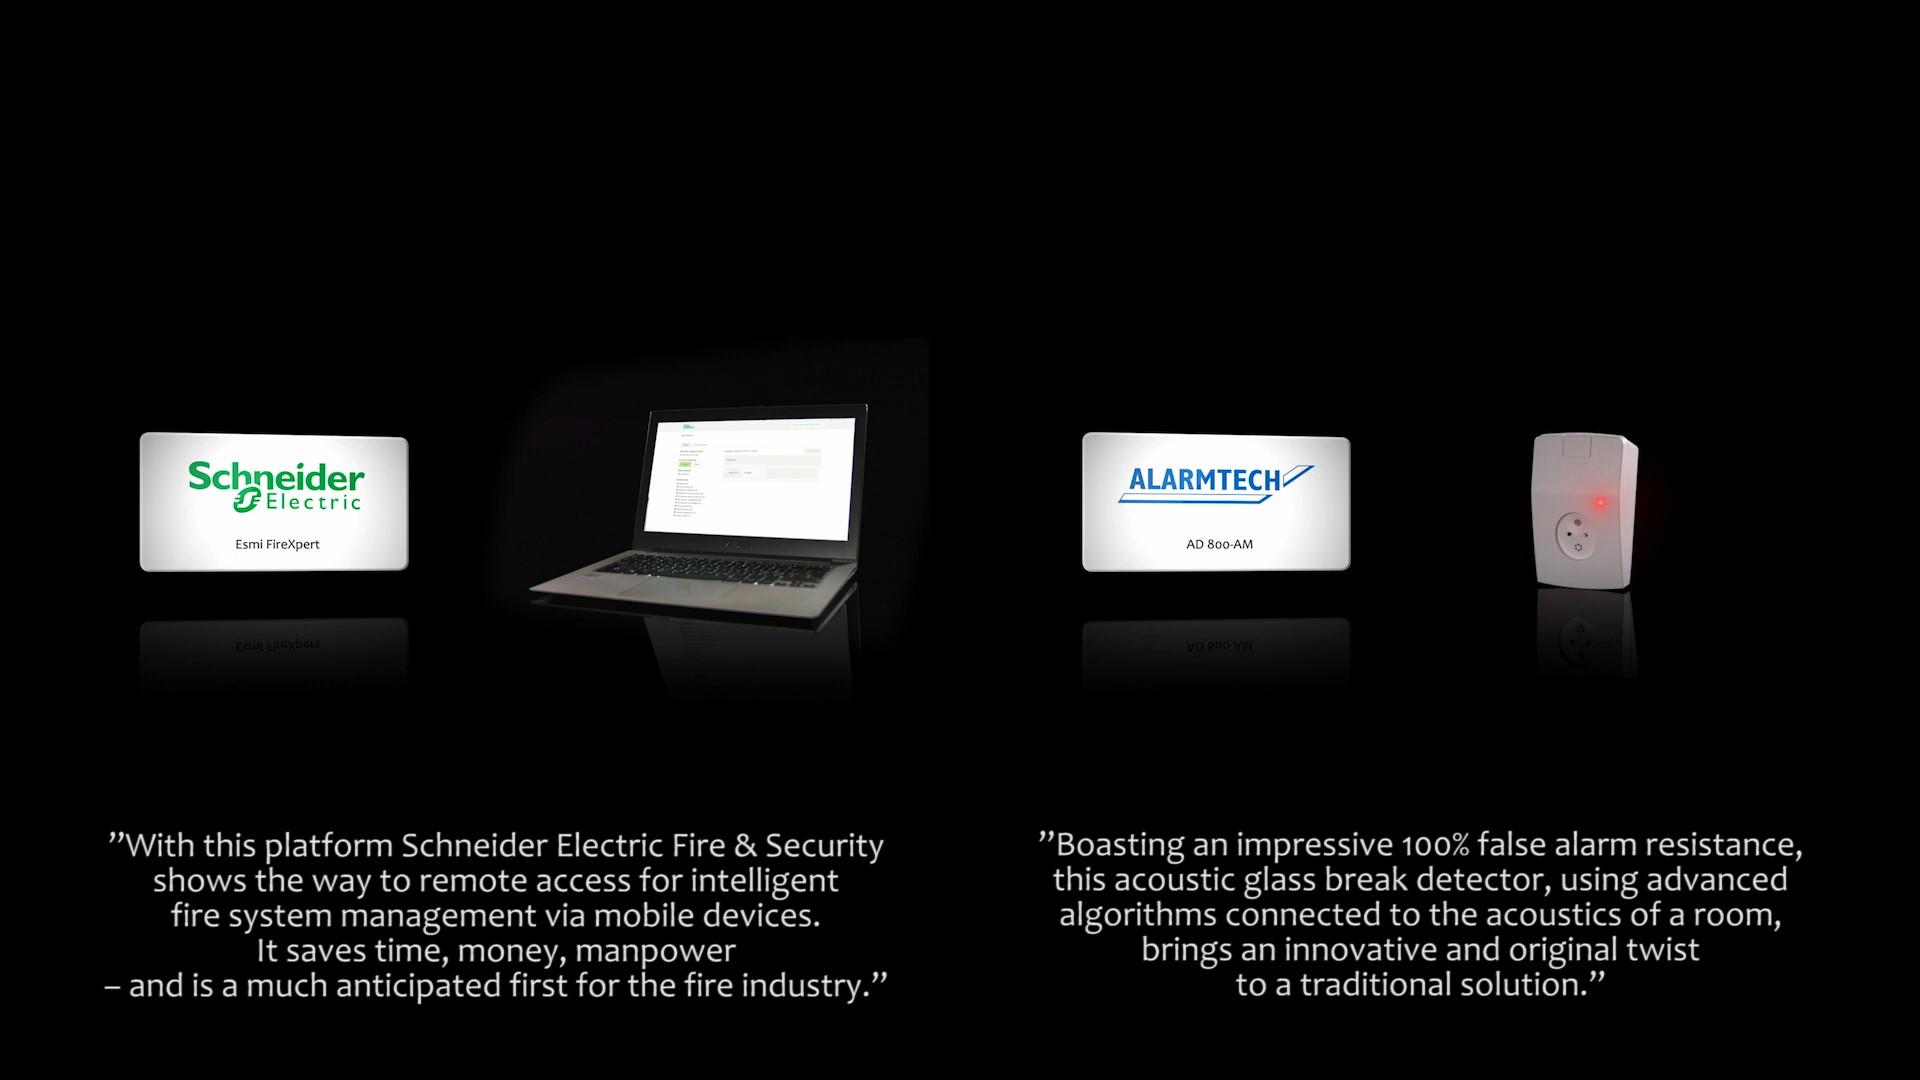 Schneider
Electric
Esmi FireXpert
ALARMTECH
AD 800-AM
”With this platform Schneider Electric Fire & Security
shows the way to remote access for intelligent
fire system management via mobile devices.
It saves time, money, manpower
– and is a much anticipated first for the fire industry.”
”Boasting an impressive 100% false alarm resistance,
this acoustic glass break detector, using advanced
algorithms connected to the acoustics of a room,
brings an innovative and original twist
to a traditional solution.”